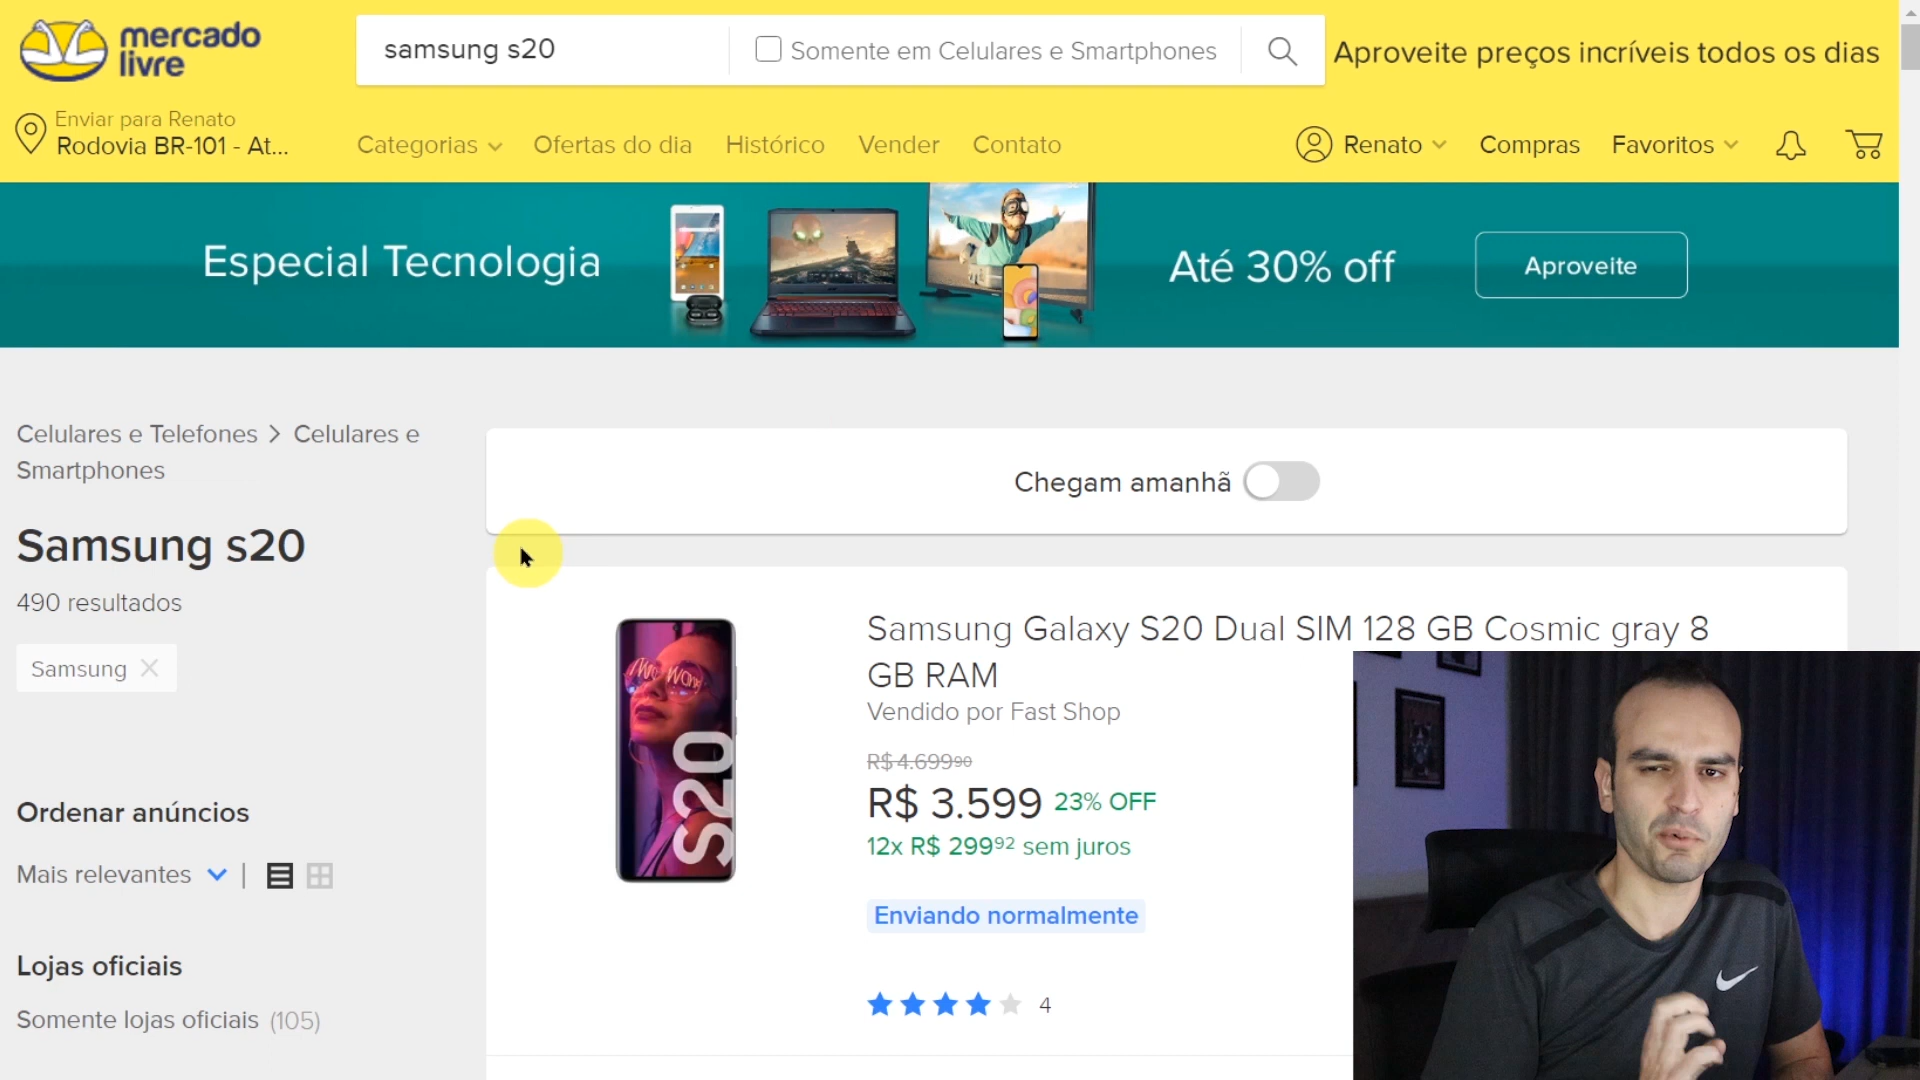 mercado
livre
samsung s20
Somente em Celulares e Smartphones
Aproveite preços incríveis todos os dias
Enviar para Renato
Rodovia BR-101 - At...
Categorias
Ofertas do dia
Histórico
Vender
Contato
Renato
Compras
Favoritos
Especial Tecnologia
Até 30% off
Aproveite
Celulares e Telefones > Celulares e
Smartphones
Chegam amanhã
Samsung s20
490 resultados
Samsung
Ordenar anúncios
Mais relevantes
Lojas oficiais
Somente lojas oficiais (105)
S20
Samsung Galaxy S20 Dual SIM 128 GB Cosmic gray 8
GB RAM
Vendido por Fast Shop
R$ 4.69990
R$ 3.599 23% OFF
12x R$ 29992 sem juros
Enviando normalmente
4